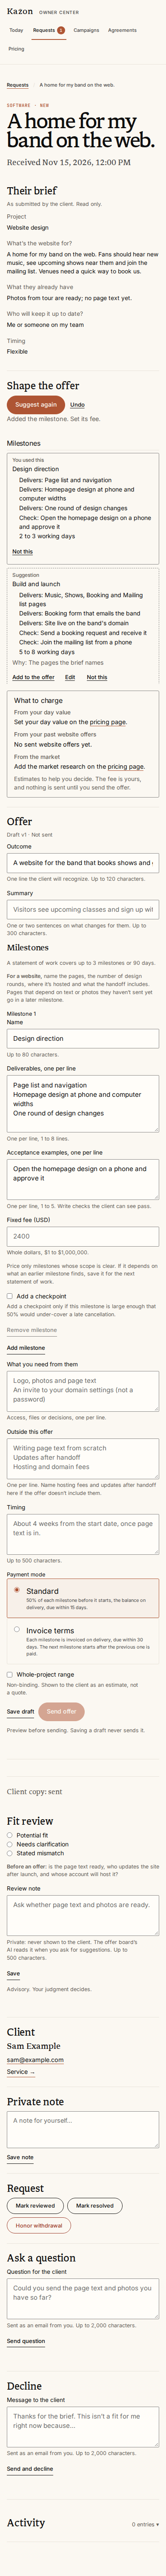 Kazon OWNER CENTER
Today Requests 1 Campaigns Agreements
Pricing
Requests A home for my band on the web.
SOFTWARE · NEW
A home for my
band on the web.
Received Nov 15, 2026, 12:00 PM
Their brief
As submitted by the client. Read only.
Project
Website design
What's the website for?
A home for my band on the web. Fans should hear new
music, see upcoming shows near them and join the
mailing list. Venues need a quick way to book us.
What they already have
Photos from tour are ready; no page text yet.
Who will keep it up to date?
Me or someone on my team
Timing
Flexible
Shape the offer
Suggest again Undo
Added the milestone. Set its fee.
Milestones
You used this
Design direction
Delivers: Page list and navigation
Delivers: Homepage design at phone and
computer widths
Delivers: One round of design changes
Check: Open the homepage design on a phone
and approve it
2 to 3 working days
Not this
Suggestion
Build and launch
Delivers: Music, Shows, Booking and Mailing
list pages
Delivers: Booking form that emails the band
Delivers: Site live on the band's domain
Check: Send a booking request and receive it
Check: Join the mailing list from a phone
5 to 8 working days
Why: The pages the brief names
Add to the offer Edit Not this
What to charge
From your day value
Set your day value on the pricing page.
From your past website offers
No sent website offers yet.
From the market
Add the market research on the pricing page.
Estimates to help you decide. The fee is yours,
and nothing is sent until you send the offer.
Offer
Draft v1 · Not sent
Outcome
A website for the band that books shows and
One line the client will recognize. Up to 120 characters.
Summary
Visitors see upcoming classes and sign up wit
One or two sentences on what changes for them. Up to
300 characters.
Milestones
A statement of work covers up to 3 milestones or 90 days.
For a website, name the pages, the number of design
rounds, where it's hosted and what the handoff includes.
Pages that depend on text or photos they haven't sent yet
go in a later milestone.
Milestone 1
Name
Design direction
Up to 80 characters.
Deliverables, one per line
Page list and navigation
Homepage design at phone and computer
widths
One round of design changes
One per line, 1 to 8 lines.
Acceptance examples, one per line
Open the homepage design on a phone and
approve it
One per line, 1 to 5. Write checks the client can see pass.
Fixed fee (USD)
2400
Whole dollars, $1 to $1,000,000.
Price only milestones whose scope is clear. If it depends on
what an earlier milestone finds, save it for the next
statement of work.
Add a checkpoint
Add a checkpoint only if this milestone is large enough that
50% would under-cover a late cancellation.
Remove milestone
Add milestone
What you need from them
Logo, photos and page text
An invite to your domain settings (not a
password)
Access, files or decisions, one per line.
Outside this offer
Writing page text from scratch
Updates after handoff
Hosting and domain fees
One per line. Name hosting fees and updates after handoff
here if the offer doesn't include them.
Timing
About 4 weeks from the start date, once page
text is in.
Up to 500 characters.
Payment mode
Standard
50% of each milestone before it starts, the balance on
delivery, due within 15 days.
Invoice terms
Each milestone is invoiced on delivery, due within 30
days. The next milestone starts after the previous one is
paid.
Whole-project range
Non-binding. Shown to the client as an estimate, not
a quote.
Save draft Send offer
Preview before sending. Saving a draft never sends it.
Client copy: sent
Fit review
Potential fit
Needs clarification
Stated mismatch
Before an offer: is the page text ready, who updates the site
after launch, and whose account will host it?
Review note
Ask whether page text and photos are ready.
Private: never shown to the client. The offer board's
AI reads it when you ask for suggestions. Up to
500 characters.
Save
Advisory. Your judgment decides.
Client
Sam Example
sam@example.com
Service →
Private note
A note for yourself...
Save note
Request
Mark reviewed Mark resolved
Honor withdrawal
Ask a question
Question for the client
Could you send the page text and photos you
have so far?
Sent as an email from you. Up to 2,000 characters.
Send question
Decline
Message to the client
Thanks for the brief. This isn't a fit for me
right now because...
Sent as an email from you. Up to 2,000 characters.
Send and decline
Activity 0 entries ▾